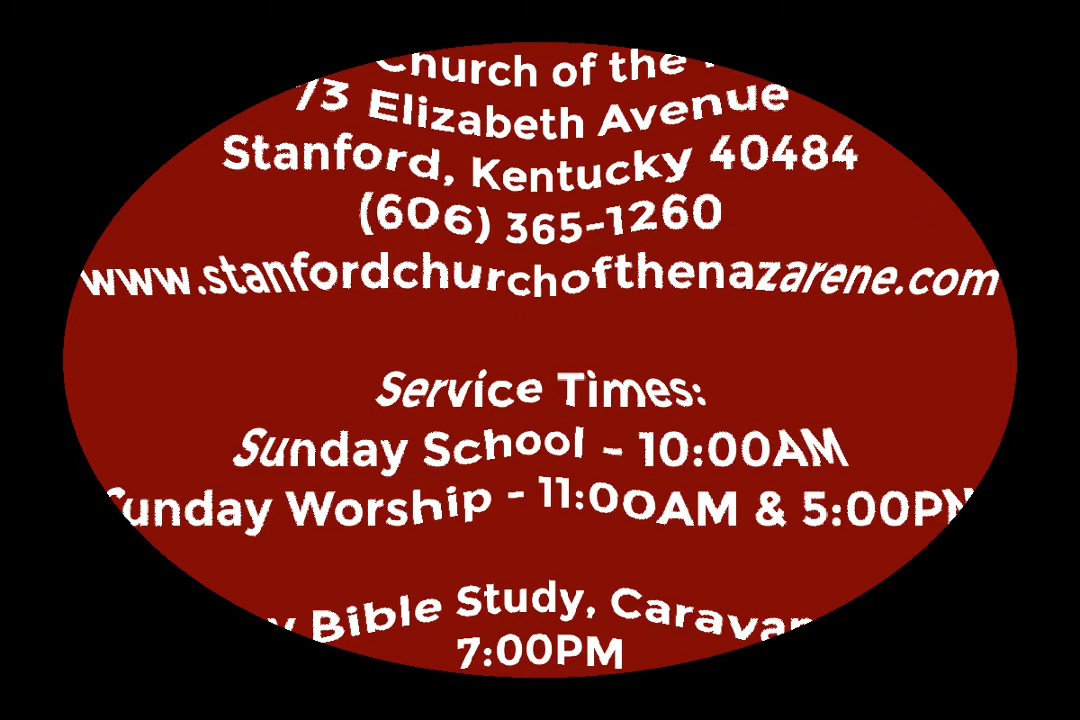 Church of the
73 Elizabeth Avenue
Stanford, Kentucky 40484
(606) 365-1260
www.stanfordchurchofthenazarene.com
Service Times:
Sunday School - 10:00AM
Sunday Worship - 11:00AM & 5:00PM
Bible Study,
7:00PM